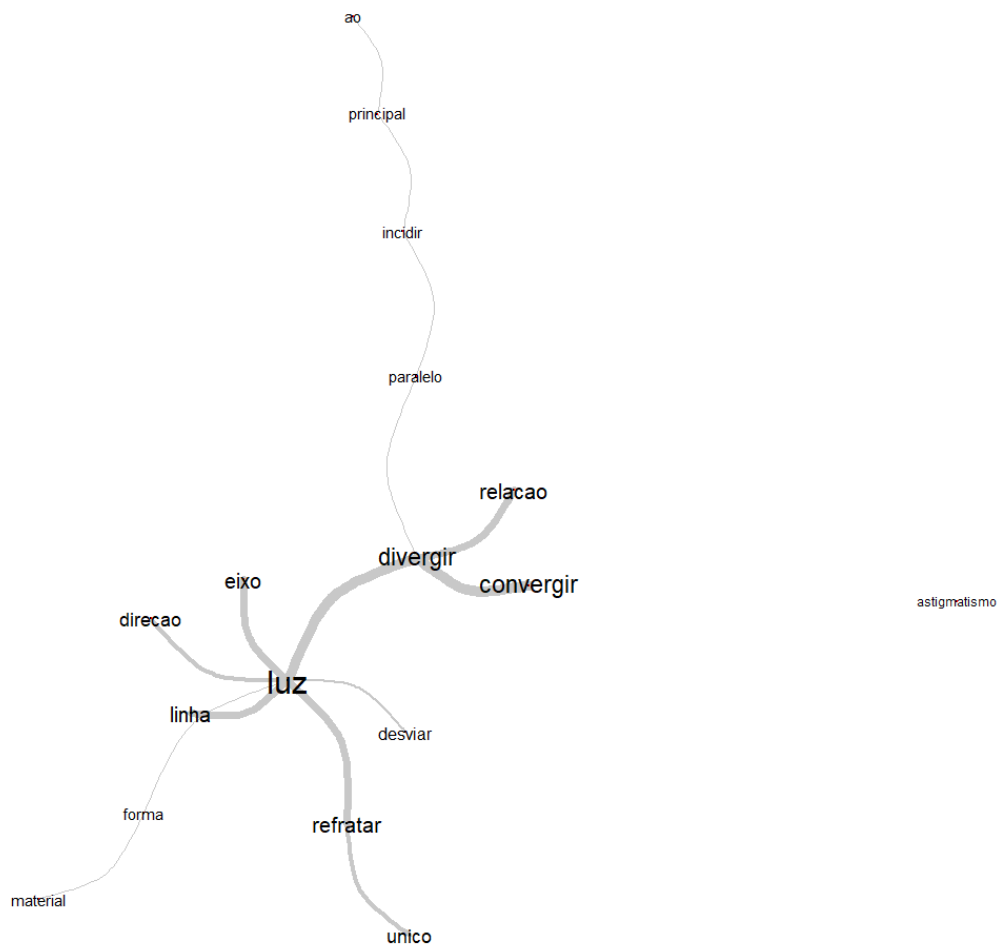 ao
principal
incidir
paralelo
relacao
divergir
eixo
convergir
astigmatismo
direcao
luz
linha
desviar
forma
refratar
material
unico